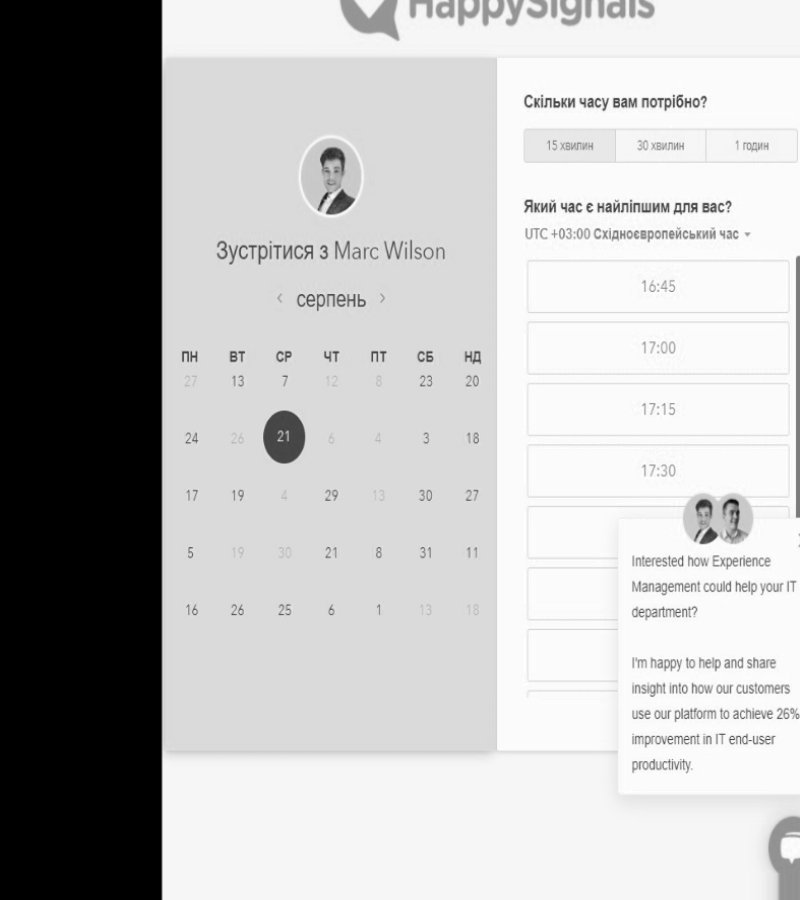 HappySignals
Скільки часу вам потрібно?
15 хвилин 30 хвилин 1 годин
Який час є найліпшим для вас?
UTC +03:00 Східноєвропейський час
16:45
17:00
17:15
17:30
Зустрітися з Marc Wilson
серпень
ПН ВТ СР ЧТ ПТ СБ НД
27 13 7 12 8 23 20
24 26 21 6 4 3 18
17 19 4 29 13 30 27
5 19 30 21 8 31 11
16 26 25 6 1 13 18
Interested how Experience
Management could help your IT
department?
I'm happy to help and share
insight into how our customers
use our platform to achieve 26%
improvement in IT end-user
productivity.